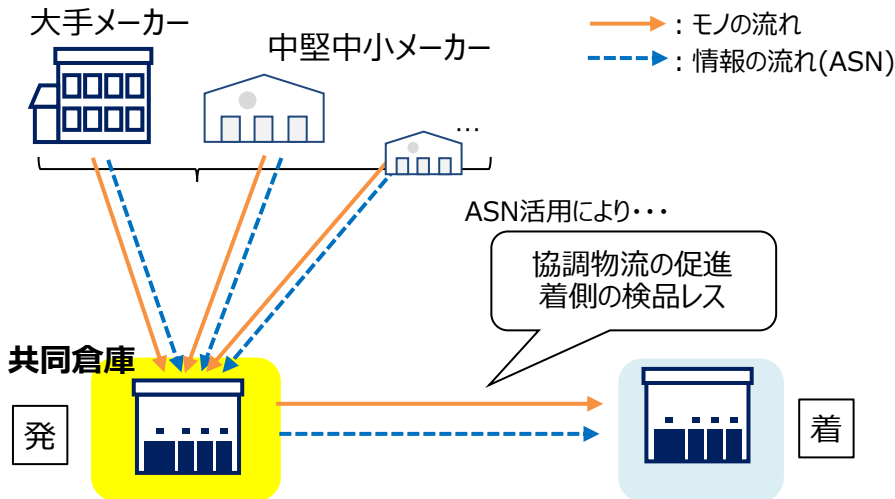 大手メーカー
中堅中小メーカー
…
：モノの流れ
：情報の流れ(ASN)
ASN活用により・・・
協調物流の促進
着側の検品レス
共同倉庫
発
着